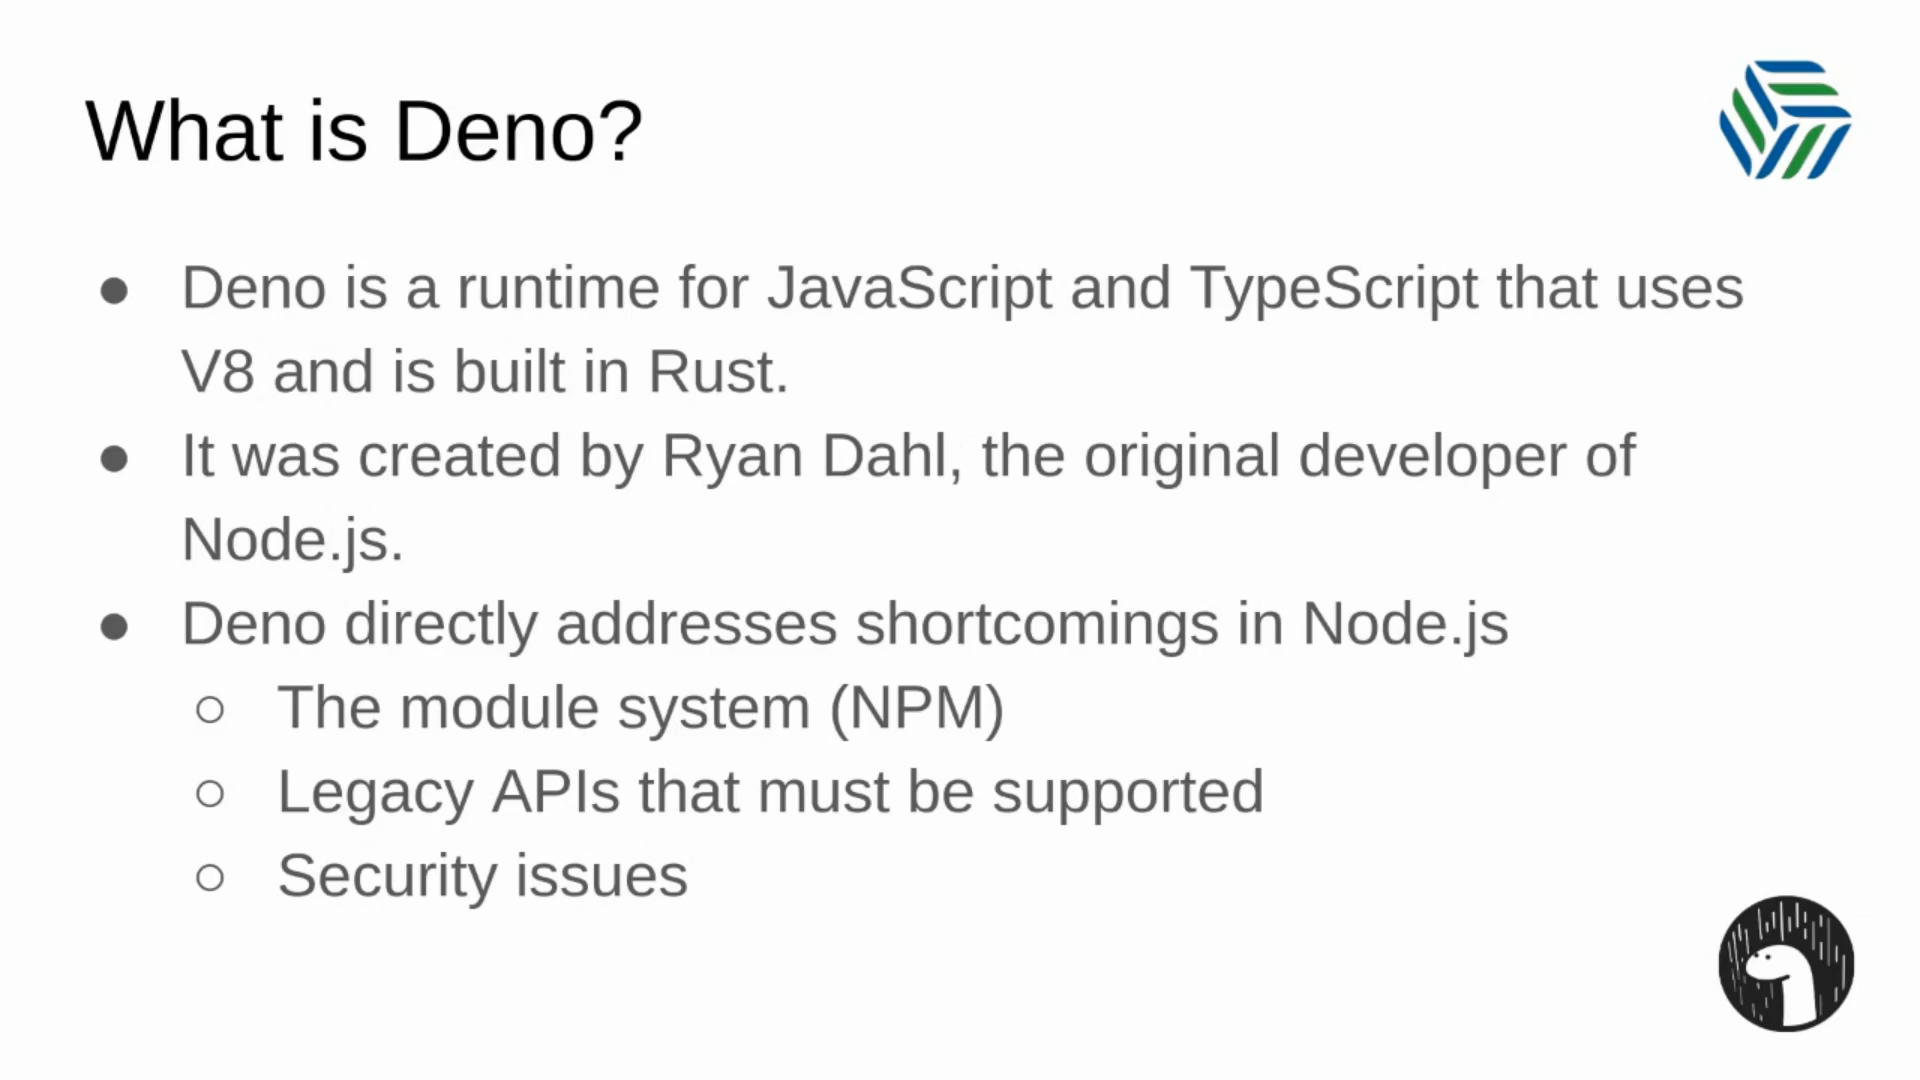 What is Deno?
● Deno is a runtime for JavaScript and TypeScript that uses
V8 and is built in Rust.
● It was created by Ryan Dahl, the original developer of
Node.js.
● Deno directly addresses shortcomings in Node.js
○ The module system (NPM)
○ Legacy APIs that must be supported
○ Security issues